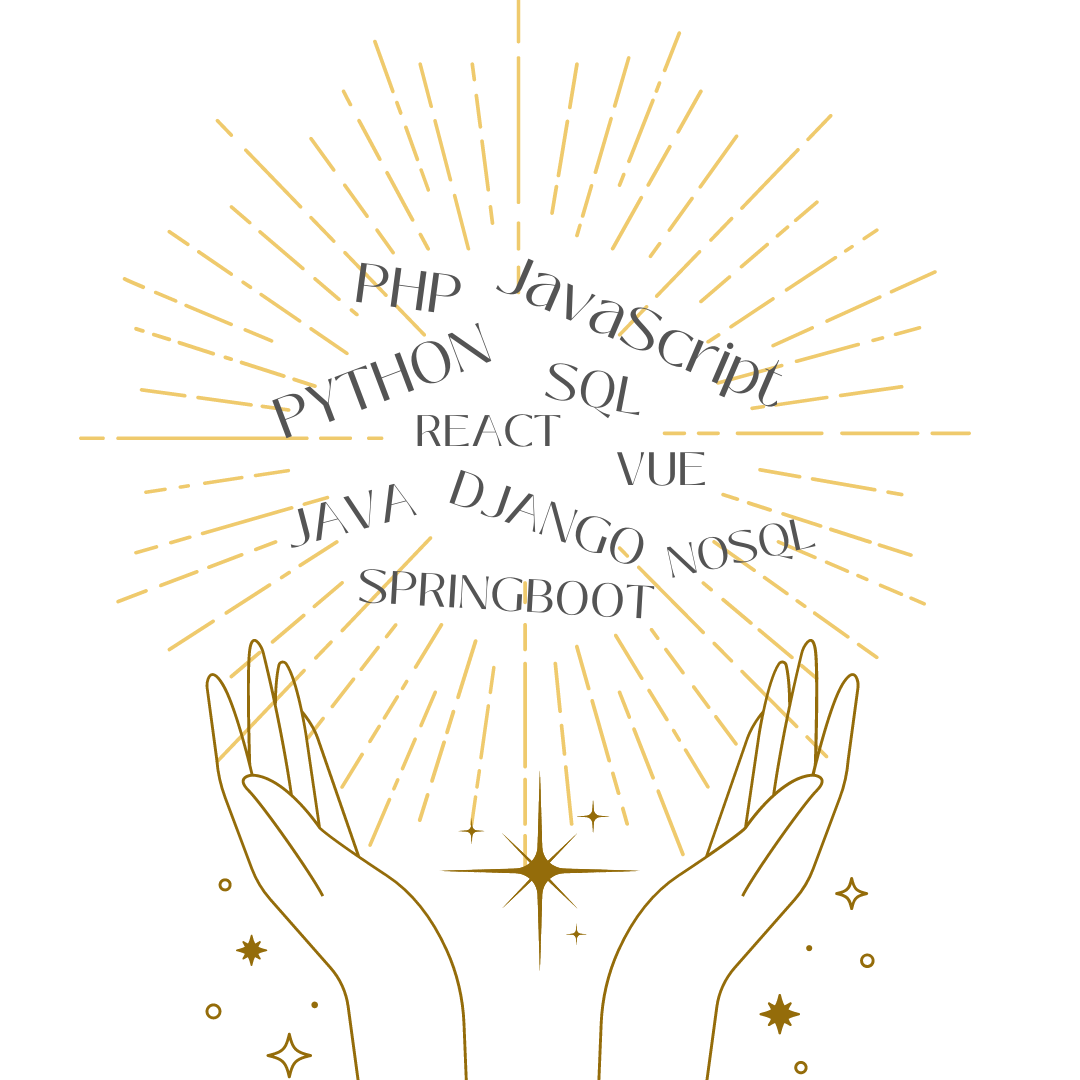 PHP
JavaScript
PYTHON
SQL
REACT
VUE
JAVA
DJANGO
NOSQL
SPRINGBOOT